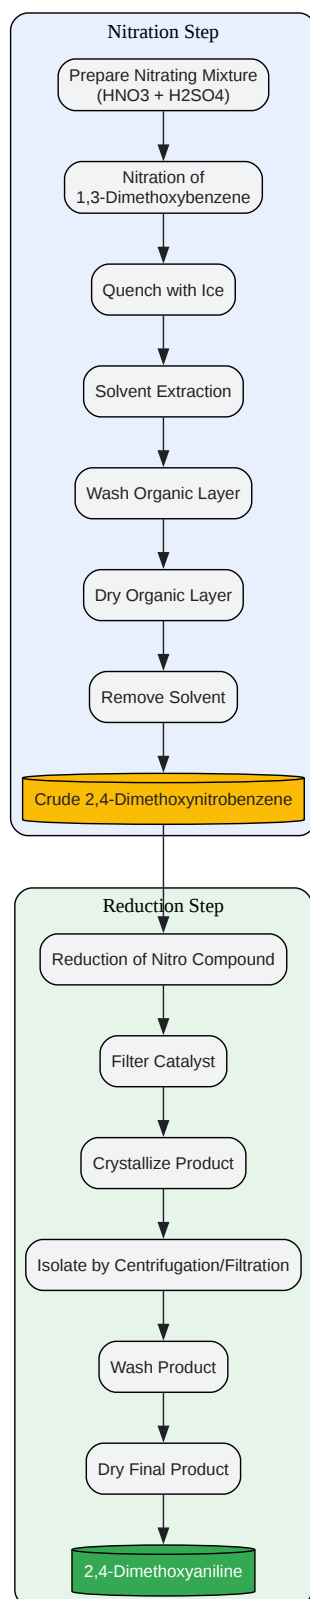 Nitration Step
Prepare Nitrating Mixture
(HNO3 + H2SO4)
Nitration of
1,3-Dimethoxybenzene
Quench with Ice
Solvent Extraction
Wash Organic Layer
Dry Organic Layer
Remove Solvent
Crude 2,4-Dimethoxynitrobenzene
Reduction Step
Reduction of Nitro Compound
Filter Catalyst
Crystallize Product
Isolate by Centrifugation/Filtration
Wash Product
Dry Final Product
2,4-Dimethoxyaniline